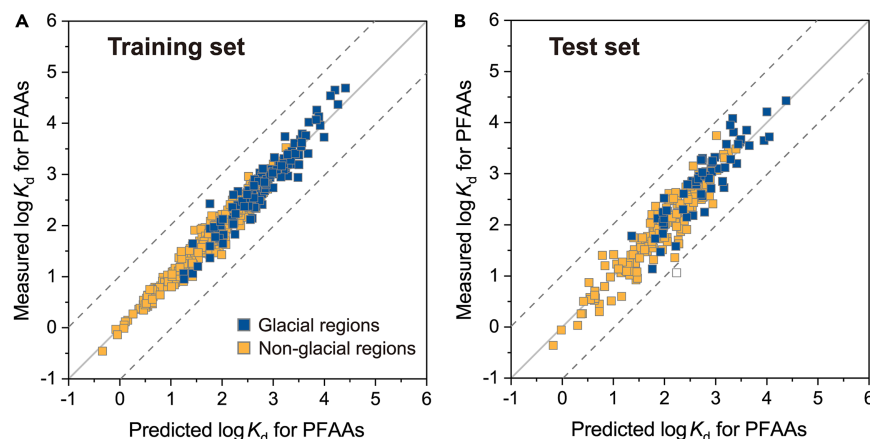 A
Training set
6
5
4
3
2
1
0
-1
Measured log Kd for PFAAs
-1 0 1 2 3 4 5 6
Predicted log Kd for PFAAs
Glacial regions
Non-glacial regions
B
Test set
6
5
4
3
2
1
0
-1
Measured log Kd for PFAAs
-1 0 1 2 3 4 5 6
Predicted log Kd for PFAAs